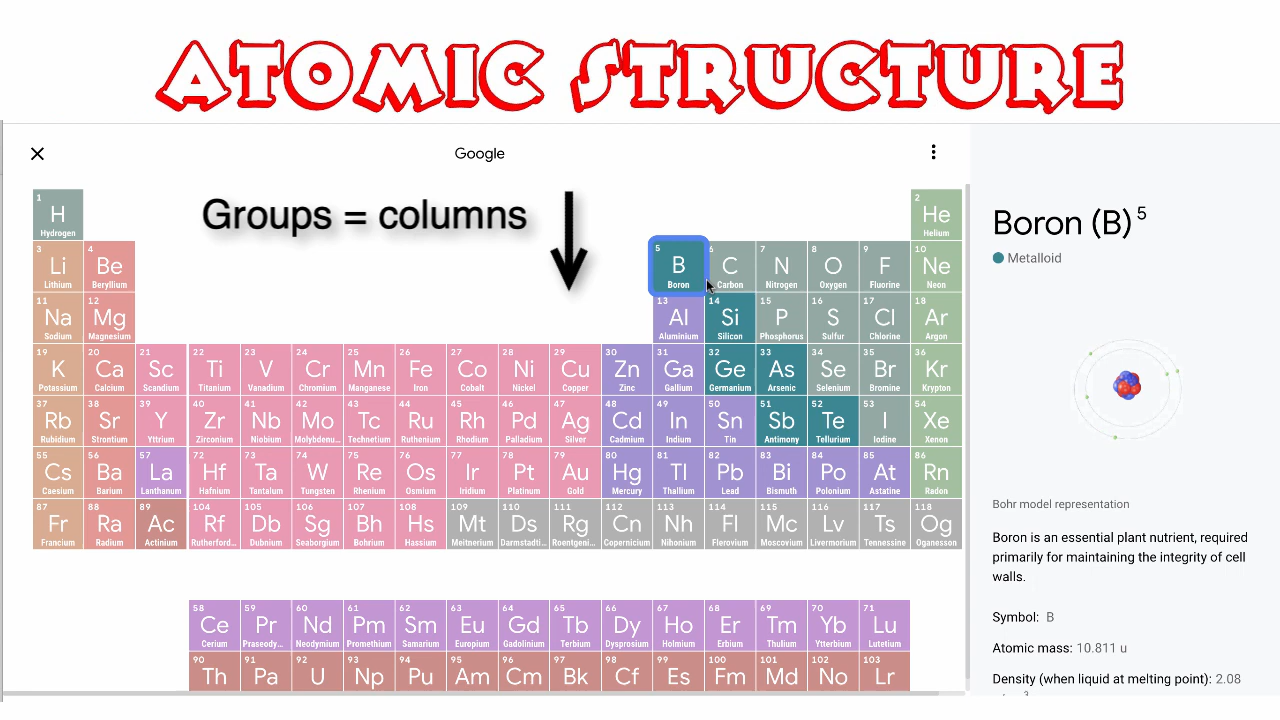 ATOMIC STRUCTURE
Google
Groups = columns
1 2
H He
Hydrogen Helium
3 4 5 6 7 8 9 10
Li Be B C N O F Ne
Lithium Beryllium Boron Carbon Nitrogen Oxygen Fluorine Neon
11 12 13 14 15 16 17 18
Na Mg Al Si P S Cl Ar
Sodium Magnesium Aluminium Silicon Phosphorus Sulfur Chlorine Argon
19 20 21 22 23 24 25 26 27 28 29 30 31 32 33 34 35 36
K Ca Sc Ti V Cr Mn Fe Co Ni Cu Zn Ga Ge As Se Br Kr
Potassium Calcium Scandium Titanium Vanadium Chromium Manganese Iron Cobalt Nickel Copper Zinc Gallium Germanium Arsenic Selenium Bromine Krypton
37 38 39 40 41 42 43 44 45 46 47 48 49 50 51 52 53 54
Rb Sr Y Zr Nb Mo Tc Ru Rh Pd Ag Cd In Sn Sb Te I Xe
Rubidium Strontium Yttrium Zirconium Niobium Molybdenu... Technetium Ruthenium Rhodium Palladium Silver Cadmium Indium Tin Antimony Tellurium Iodine Xenon
55 56 57 72 73 74 75 76 77 78 79 80 81 82 83 84 85 86
Cs Ba La Hf Ta W Re Os Ir Pt Au Hg Tl Pb Bi Po At Rn
Caesium Barium Lanthanum Hafnium Tantalum Tungsten Rhenium Osmium Iridium Platinum Gold Mercury Thallium Lead Bismuth Polonium Astatine Radon
87 88 89 104 105 106 107 108 109 110 111 112 113 114 115 116 117 118
Fr Ra Ac Rf Db Sg Bh Hs Mt Ds Rg Cn Nh Fl Mc Lv Ts Og
Francium Radium Actinium Rutherford... Dubnium Seaborgium Bohrium Hassium Meitnerium Darmstadti... Roentgeni... Copernicium Nihonium Flerovium Moscovium Livermorium Tennessine Oganesson
58 59 60 61 62 63 64 65 66 67 68 69 70 71
Ce Pr Nd Pm Sm Eu Gd Tb Dy Ho Er Tm Yb Lu
Cerium Praseody... Neodymium Promethium Samarium Europium Gadolinium Terbium Dysprosium Holmium Erbium Thulium Ytterbium Lutetium
90 91 92 93 94 95 96 97 98 99 100 101 102 103
Th Pa U Np Pu Am Cm Bk Cf Es Fm Md No Lr
Boron (B) 5
Metalloid
Bohr model representation
Boron is an essential plant nutrient, required
primarily for maintaining the integrity of cell
walls.
Symbol: B
Atomic mass: 10.811 u
Density (when liquid at melting point): 2.08